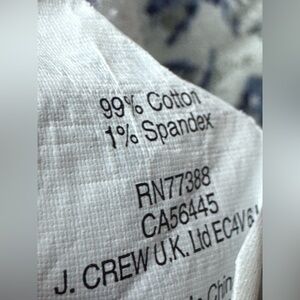 99% Cotton
1% Spandex
RN77388
CA56445
J. CREW U.K. Ltd EC4V